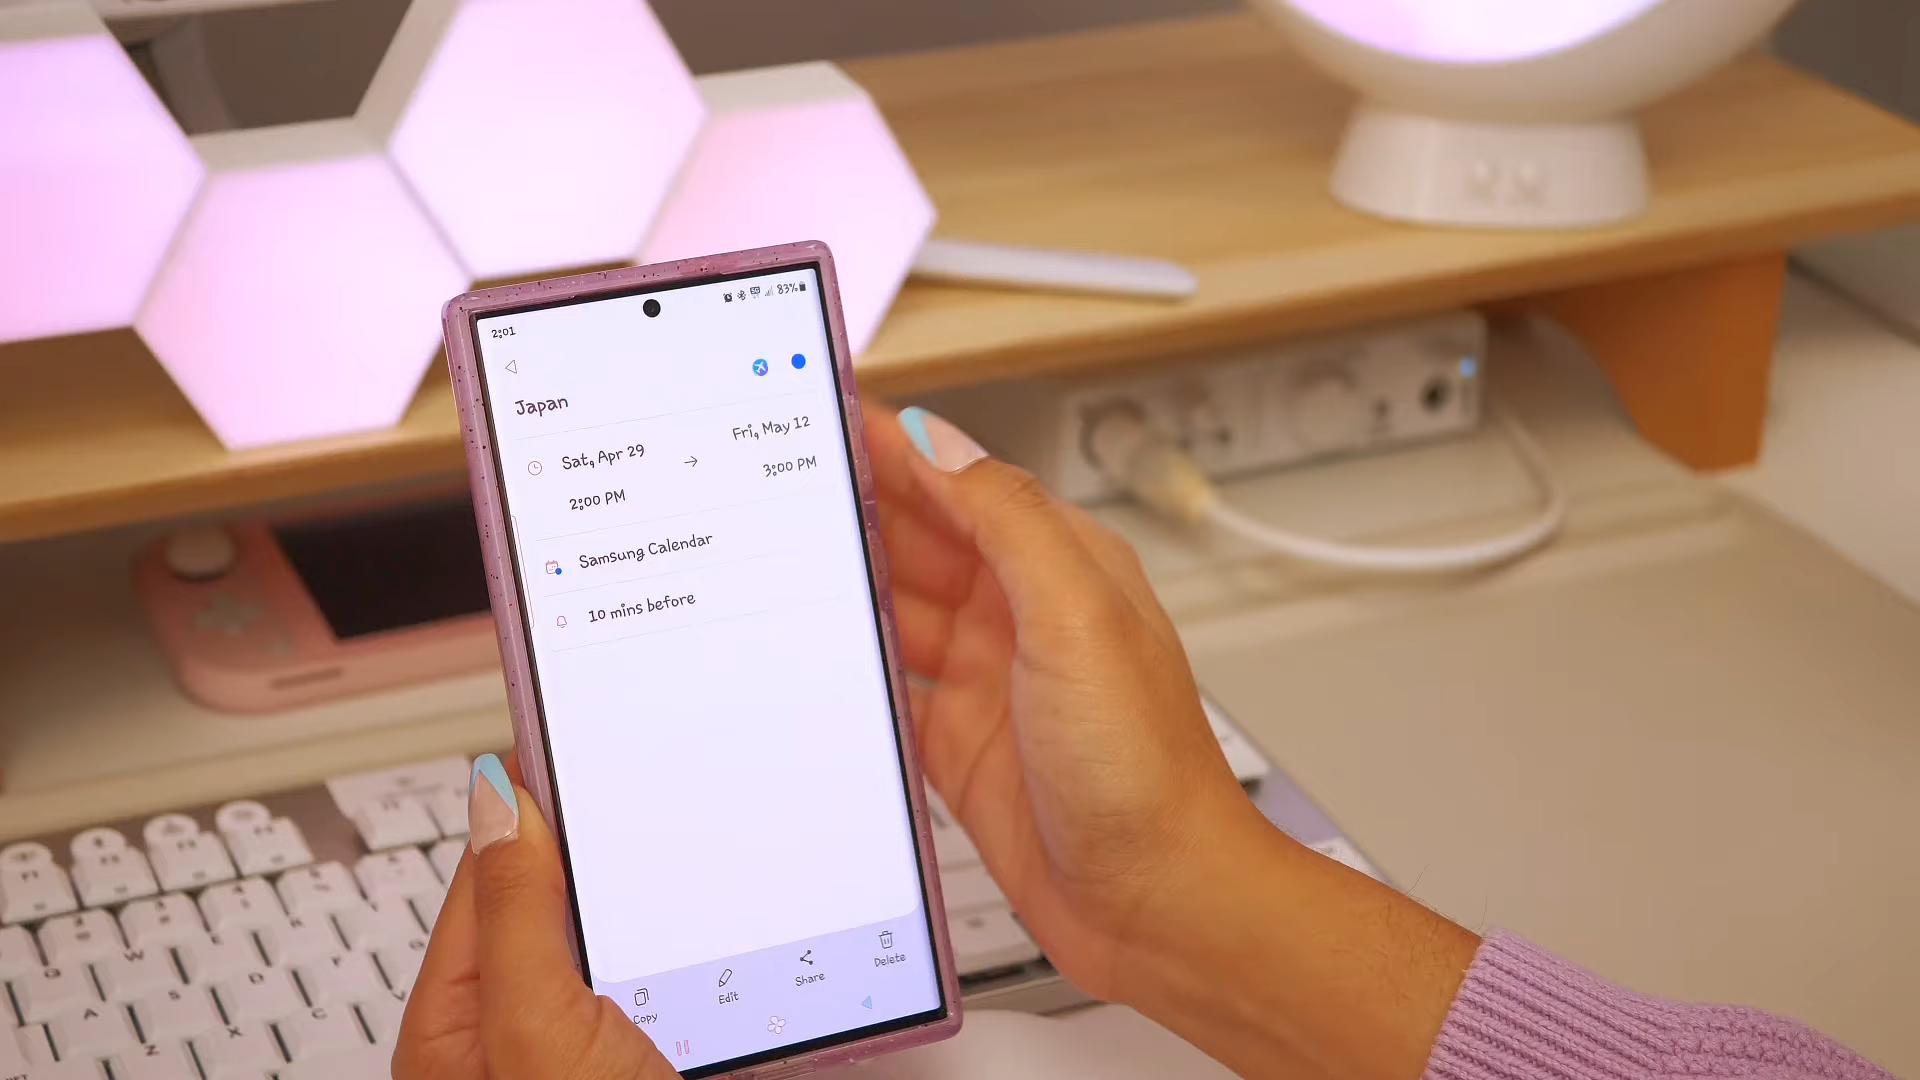 2:01
83%
Japan
Sat, Apr 29
Fri, May 12
2:00 PM
3:00 PM
Samsung Calendar
10 mins before
Copy
Edit
Share
Delete
Q W
A S D
Z X C